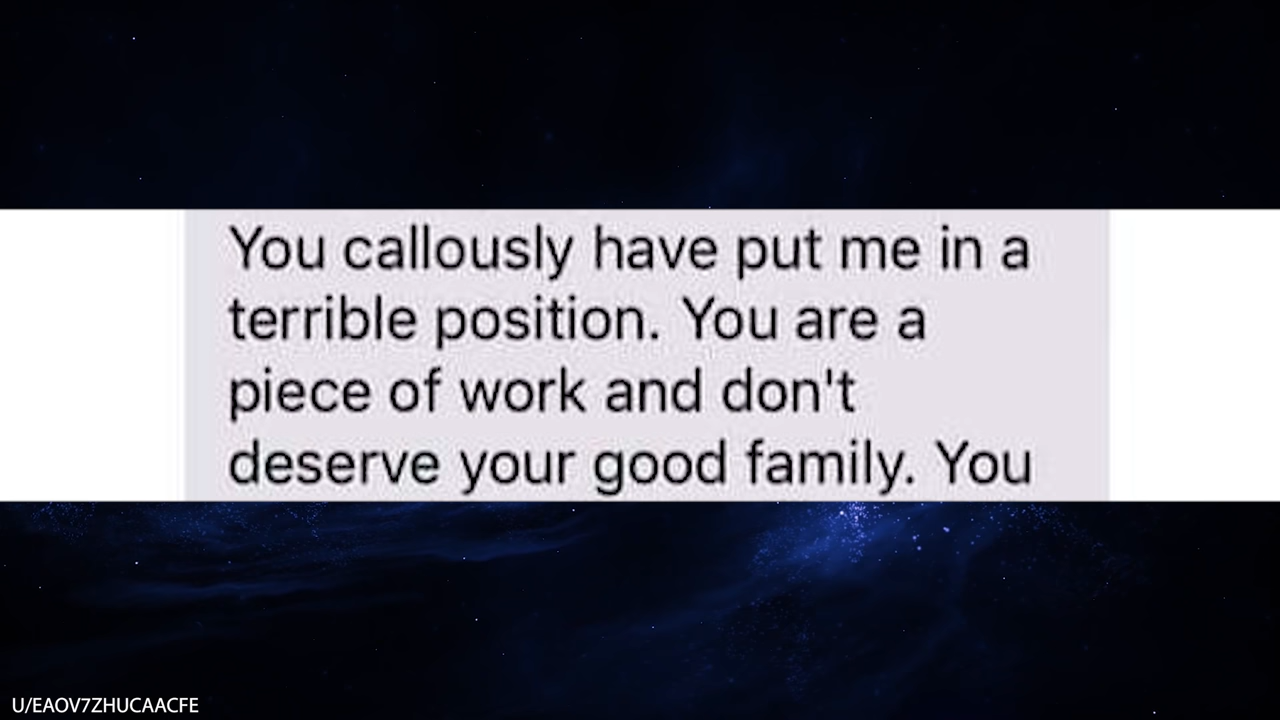 You callously have put me in a
terrible position. You are a
piece of work and don't
deserve your good family. You
U/EAOV7ZHUCAACFE